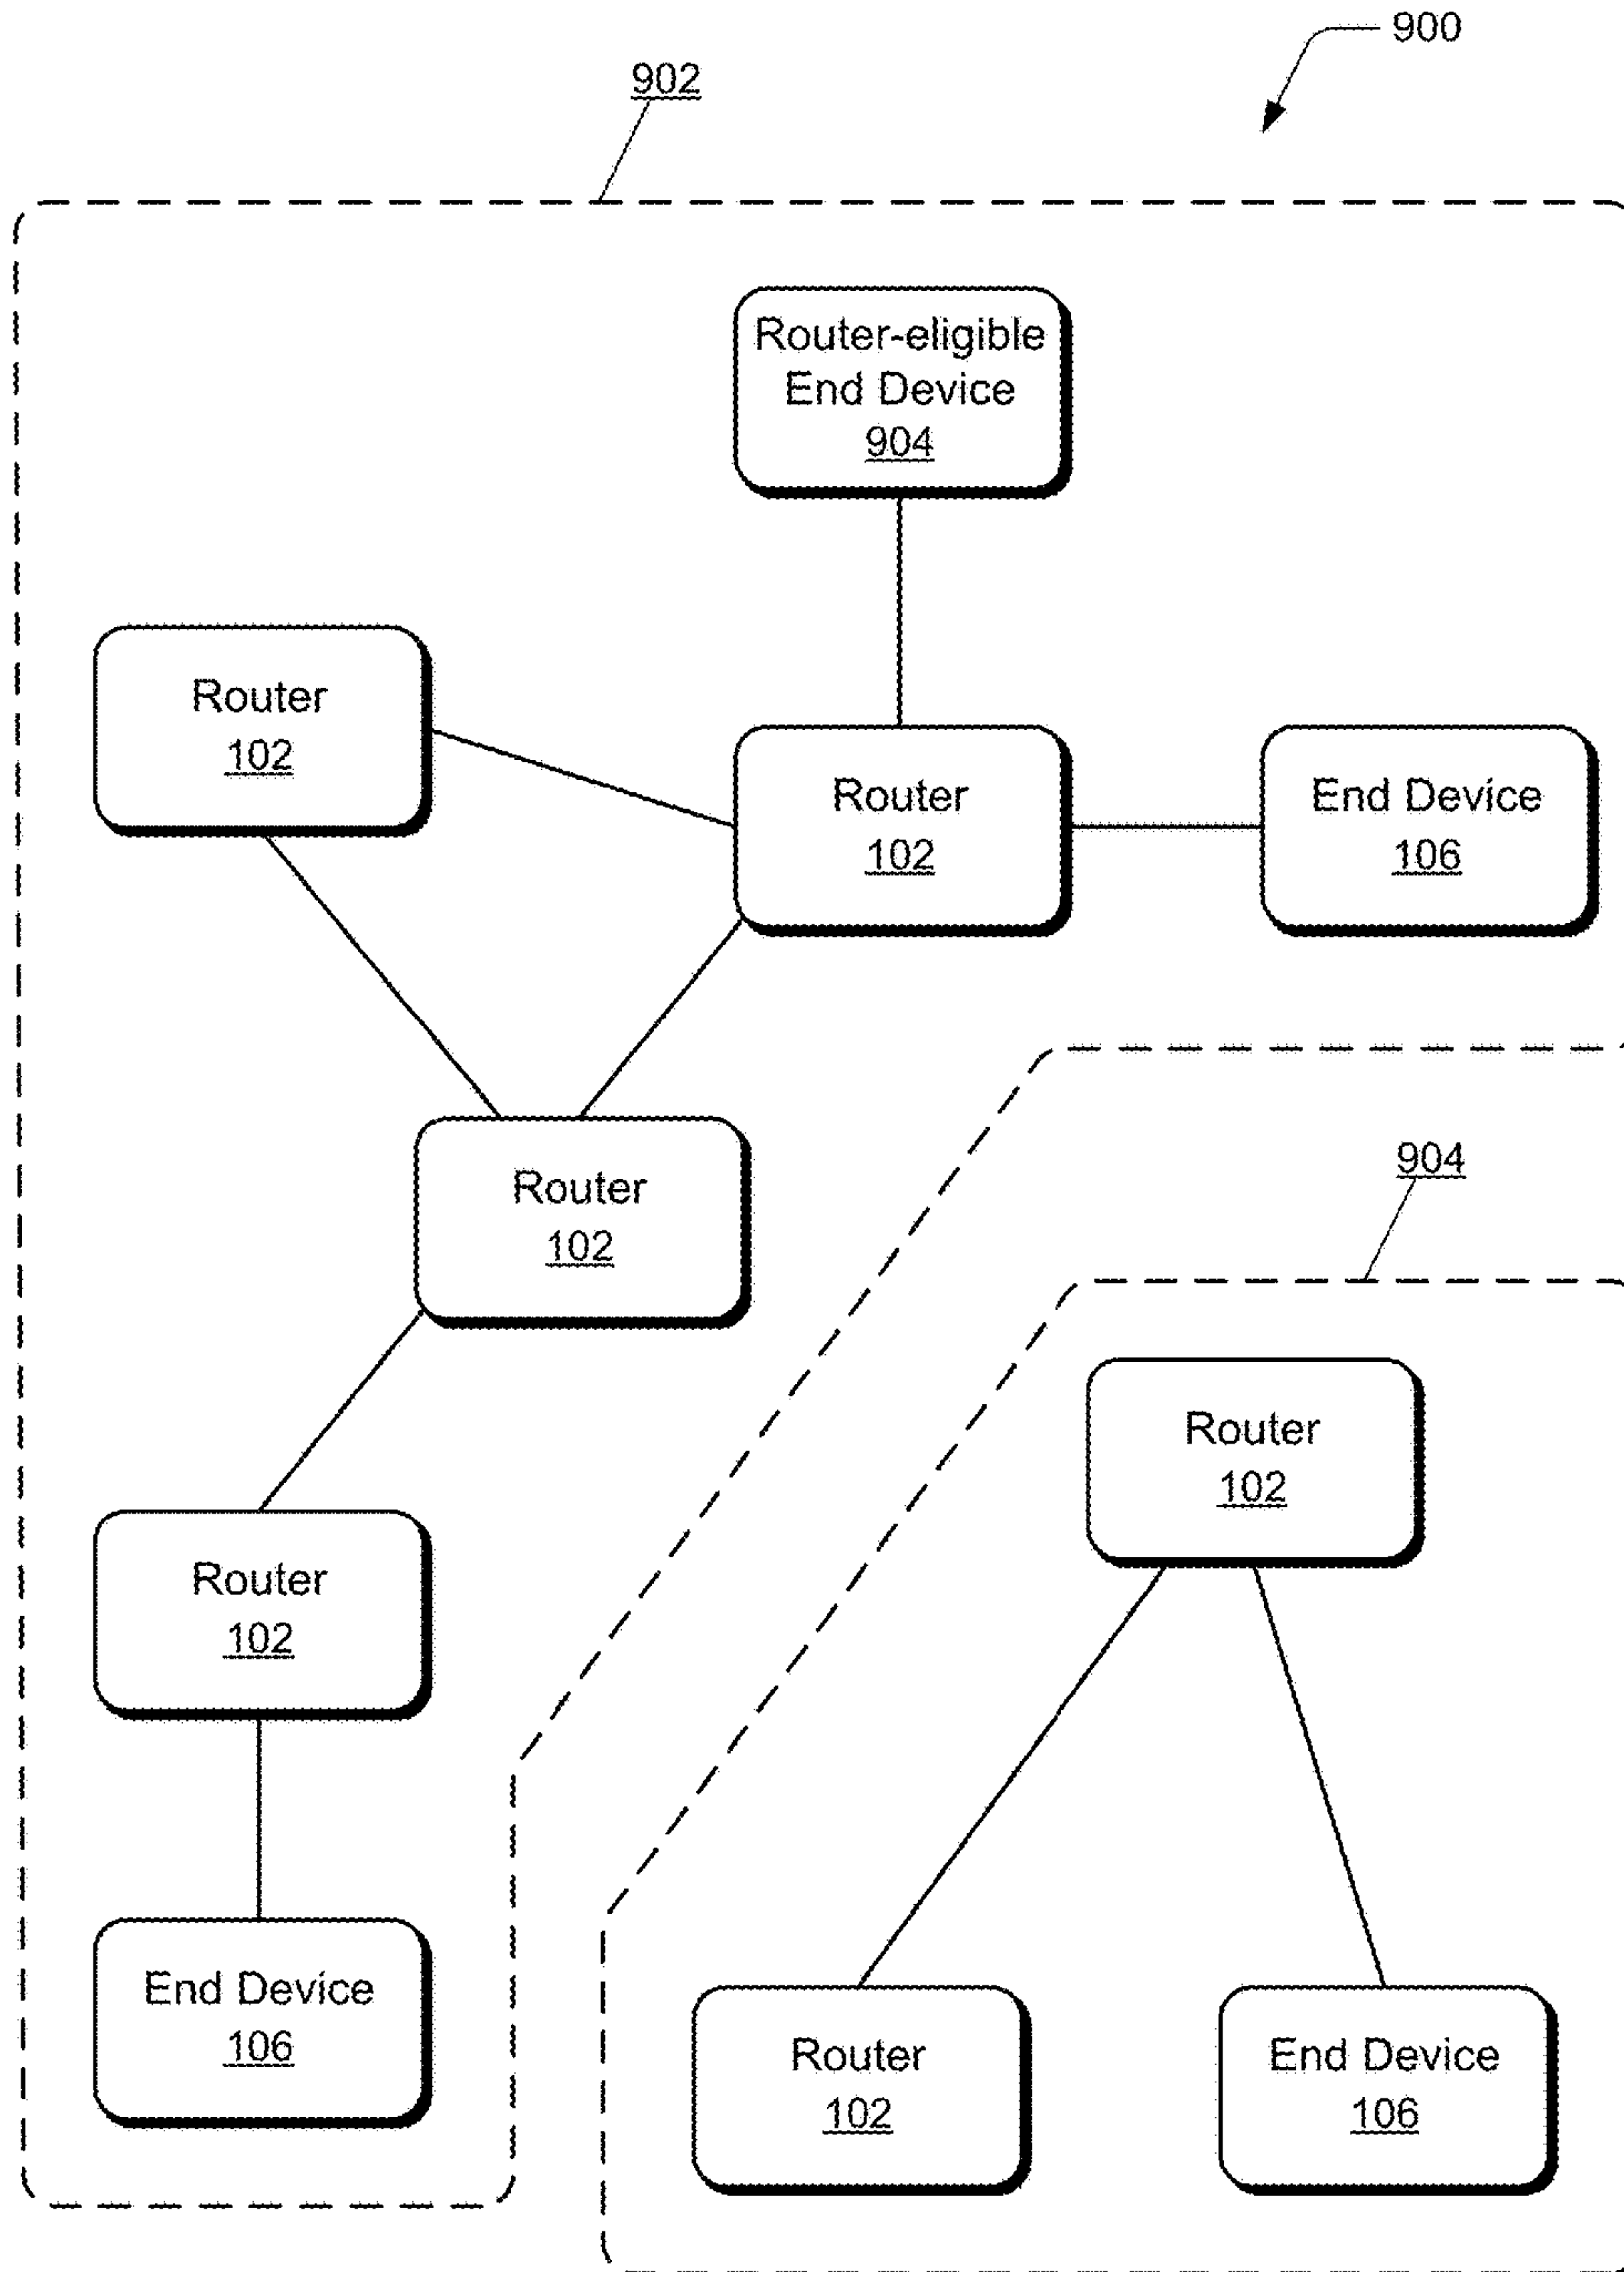 900
902
Router-eligible
End Device
904
Router
102
Router
102
End Device
106
Router
102
904
Router
102
Router
102
End Device
106
Router
102
End Device
106